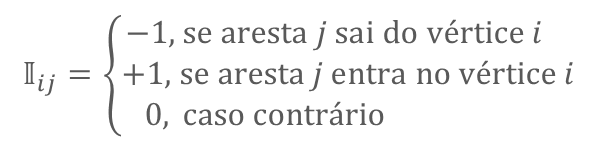 −1, se aresta j sai do vértice i
𝕀ij = { +1, se aresta j entra no vértice i
0, caso contrário